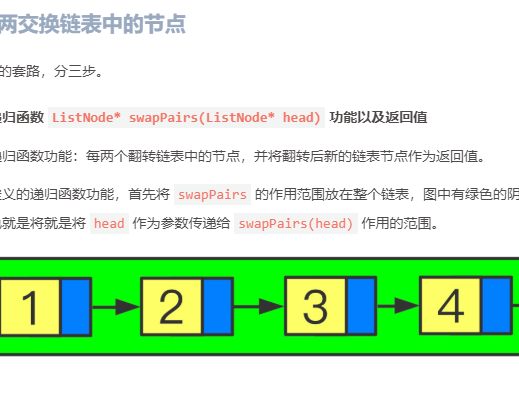 两交换链表中的节点
的套路，分三步。
归函数 ListNode* swapPairs(ListNode* head) 功能以及返回值
归函数功能：每两个翻转链表中的节点，并将翻转后新的链表节点作为返回值。
义的递归函数功能，首先将 swapPairs 的作用范围放在整个链表，图中有绿色的阴
就是将就是将 head 作为参数传递给 swapPairs(head) 作用的范围。
1 2 3 4